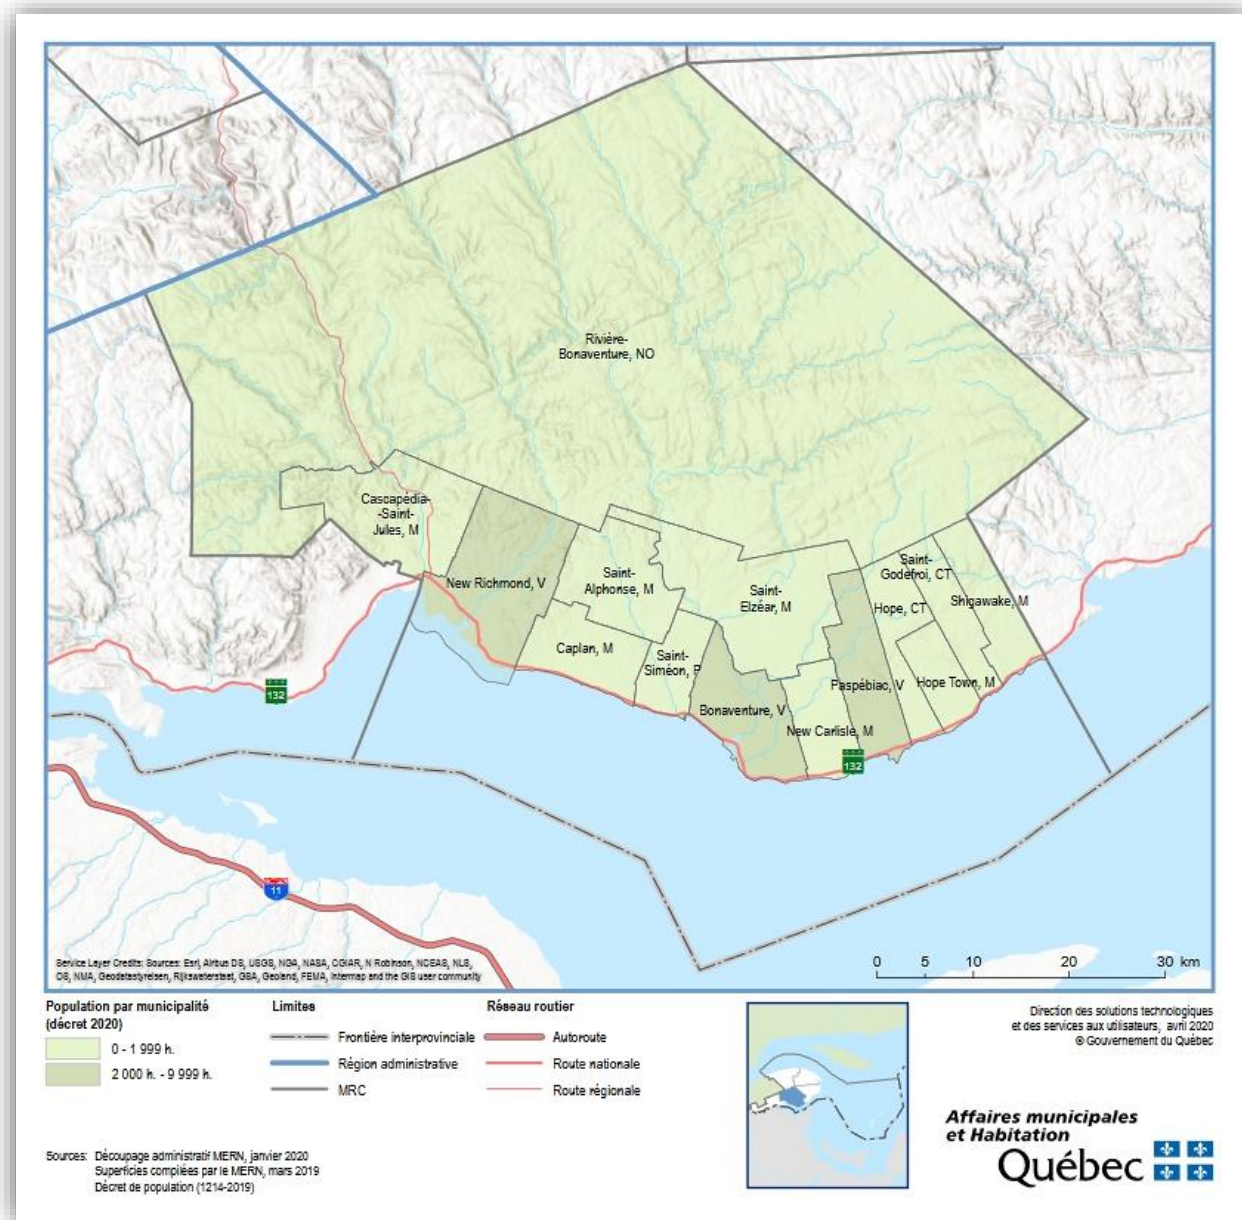 Rivière-
Bonaventure, NO
Cascapédia-
-Saint-
Jules, M
New Richmond, V
Saint-
Alphonse, M
Saint-
Elzéar, M
Saint-
Godefroi, CT
Hope, CT
Shigawake, M
Caplan, M
Saint-
Siméon, P
Hope Town, M
Paspébiac, V
Bonaventure, V
New Carlisle, M
132
132
11
Service Layer Credits: Sources: Esri, Airbus DS, USGS, NGA, NASA, CGIAR, N Robinson, NCEAS, NLS,
OS, NMA, Geodatastyrelsen, Rijkswaterstaat, GSA, Geoland, FEMA, Intermap and the GIS user community
0 5 10 20 30 km
Population par municipalité
(décret 2020)
0 - 1 999 h.
2 000 h. - 9 999 h.
Limites
Frontière interprovinciale
Région administrative
MRC
Réseau routier
Autoroute
Route nationale
Route régionale
Direction des solutions technologiques
et des services aux utilisateurs, avril 2020
© Gouvernement du Québec
Affaires municipales
et Habitation
Québec
Sources: Découpage administratif MERN, janvier 2020
Superficies compilées par le MERN, mars 2019
Décret de population (1214-2019)